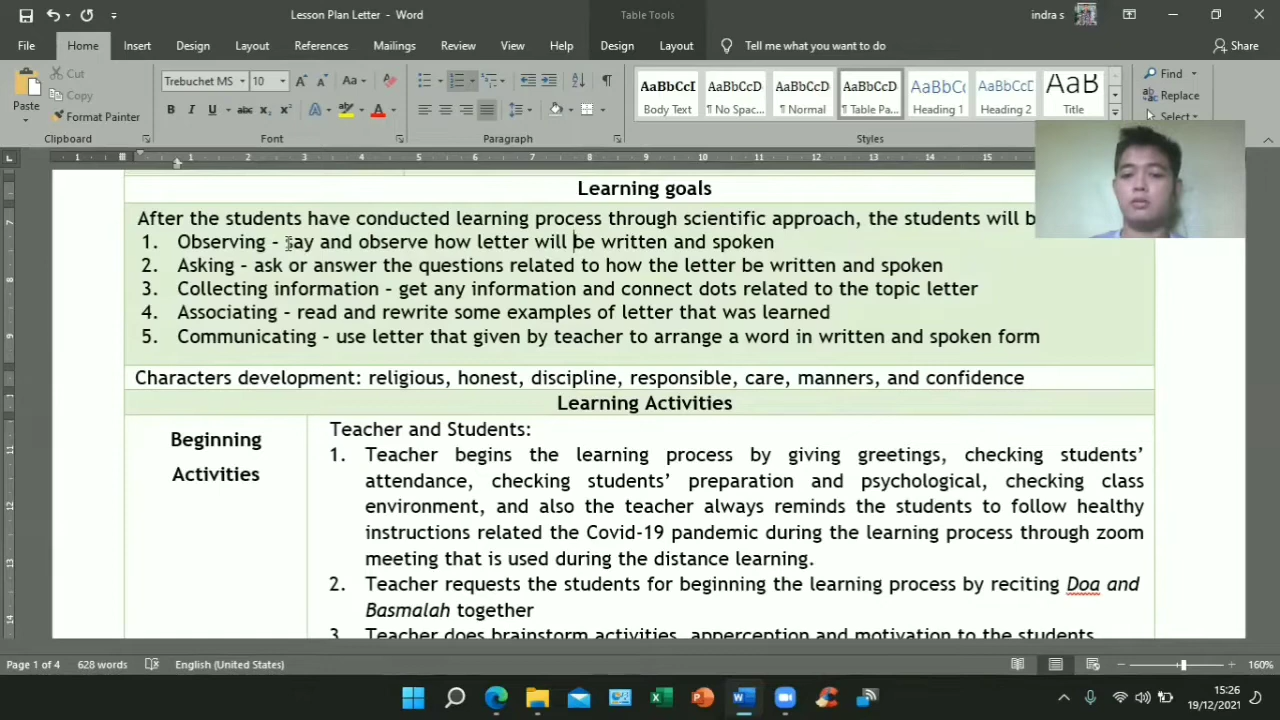 Lesson Plan Letter - Word
Table Tools
indra s
File
Home
Insert
Design
Layout
References
Mailings
Review
View
Help
Design
Layout
Tell me what you want to do
Share
Paste
Cut
Copy
Format Painter
Clipboard
Trebuchet MS
10
Font
Paragraph
AaBbCcI
Body Text
AaBbCcD
¶ No Spac...
AaBbCcD
¶ Normal
AaBbCcD
¶ Table Pa...
AaBbCc
Heading 1
AaBbCcD
Heading 2
AaB
Title
Styles
Find
Replace
Select
Learning goals
After the students have conducted learning process through scientific approach, the students will b
1. Observing - say and observe how letter will be written and spoken
2. Asking - ask or answer the questions related to how the letter be written and spoken
3. Collecting information - get any information and connect dots related to the topic letter
4. Associating - read and rewrite some examples of letter that was learned
5. Communicating - use letter that given by teacher to arrange a word in written and spoken form
Characters development: religious, honest, discipline, responsible, care, manners, and confidence
Learning Activities
Beginning
Activities
Teacher and Students:
1. Teacher begins the learning process by giving greetings, checking students’
attendance, checking students’ preparation and psychological, checking class
environment, and also the teacher always reminds the students to follow healthy
instructions related the Covid-19 pandemic during the learning process through zoom
meeting that is used during the distance learning.
2. Teacher requests the students for beginning the learning process by reciting Doa and
Basmalah together
3. Teacher does brainstorm activities, apperception and motivation to the students
Page 1 of 4
628 words
English (United States)
160%
15:26
19/12/2021